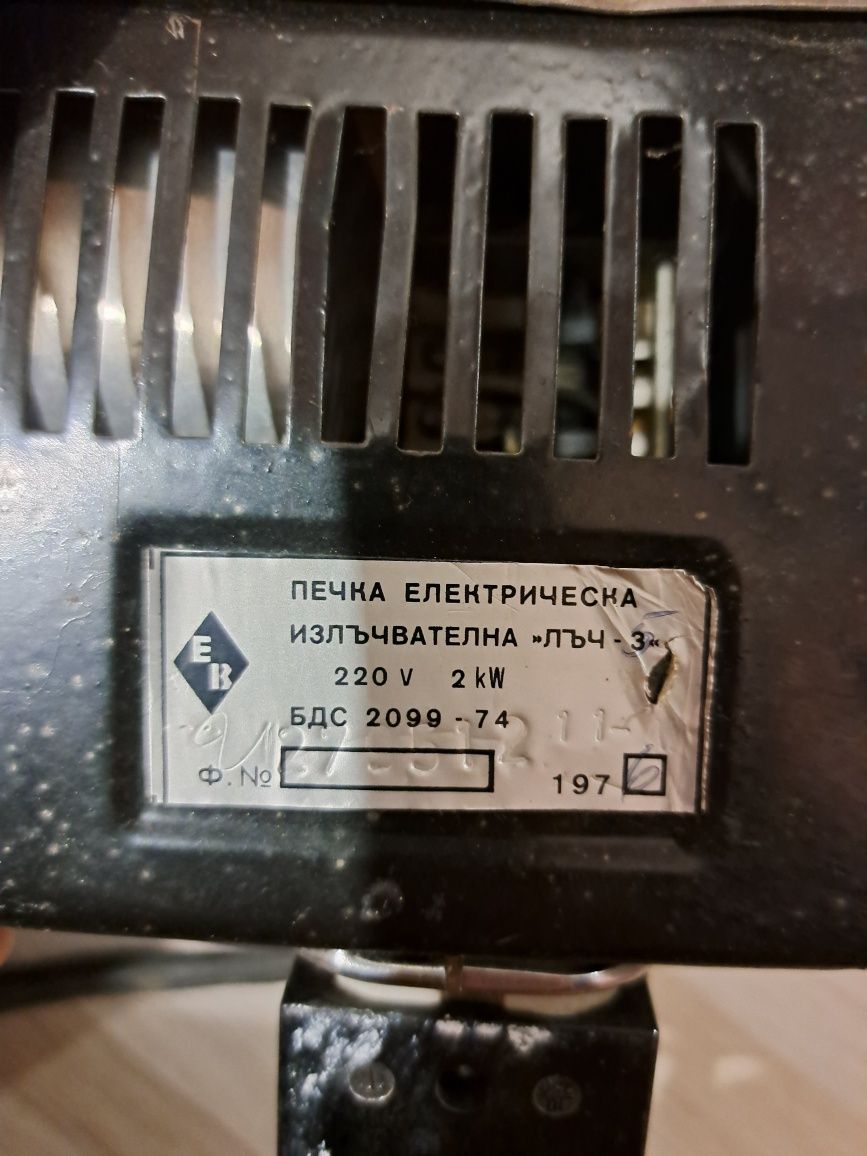 ПЕЧКА ЕЛЕКТРИЧЕСКА
ИЗЛЪЧВАТЕЛНА »ЛЪЧ - 3«
ЕВ
220 V 2 kW
БДС 2099 - 74
Ф. №
197